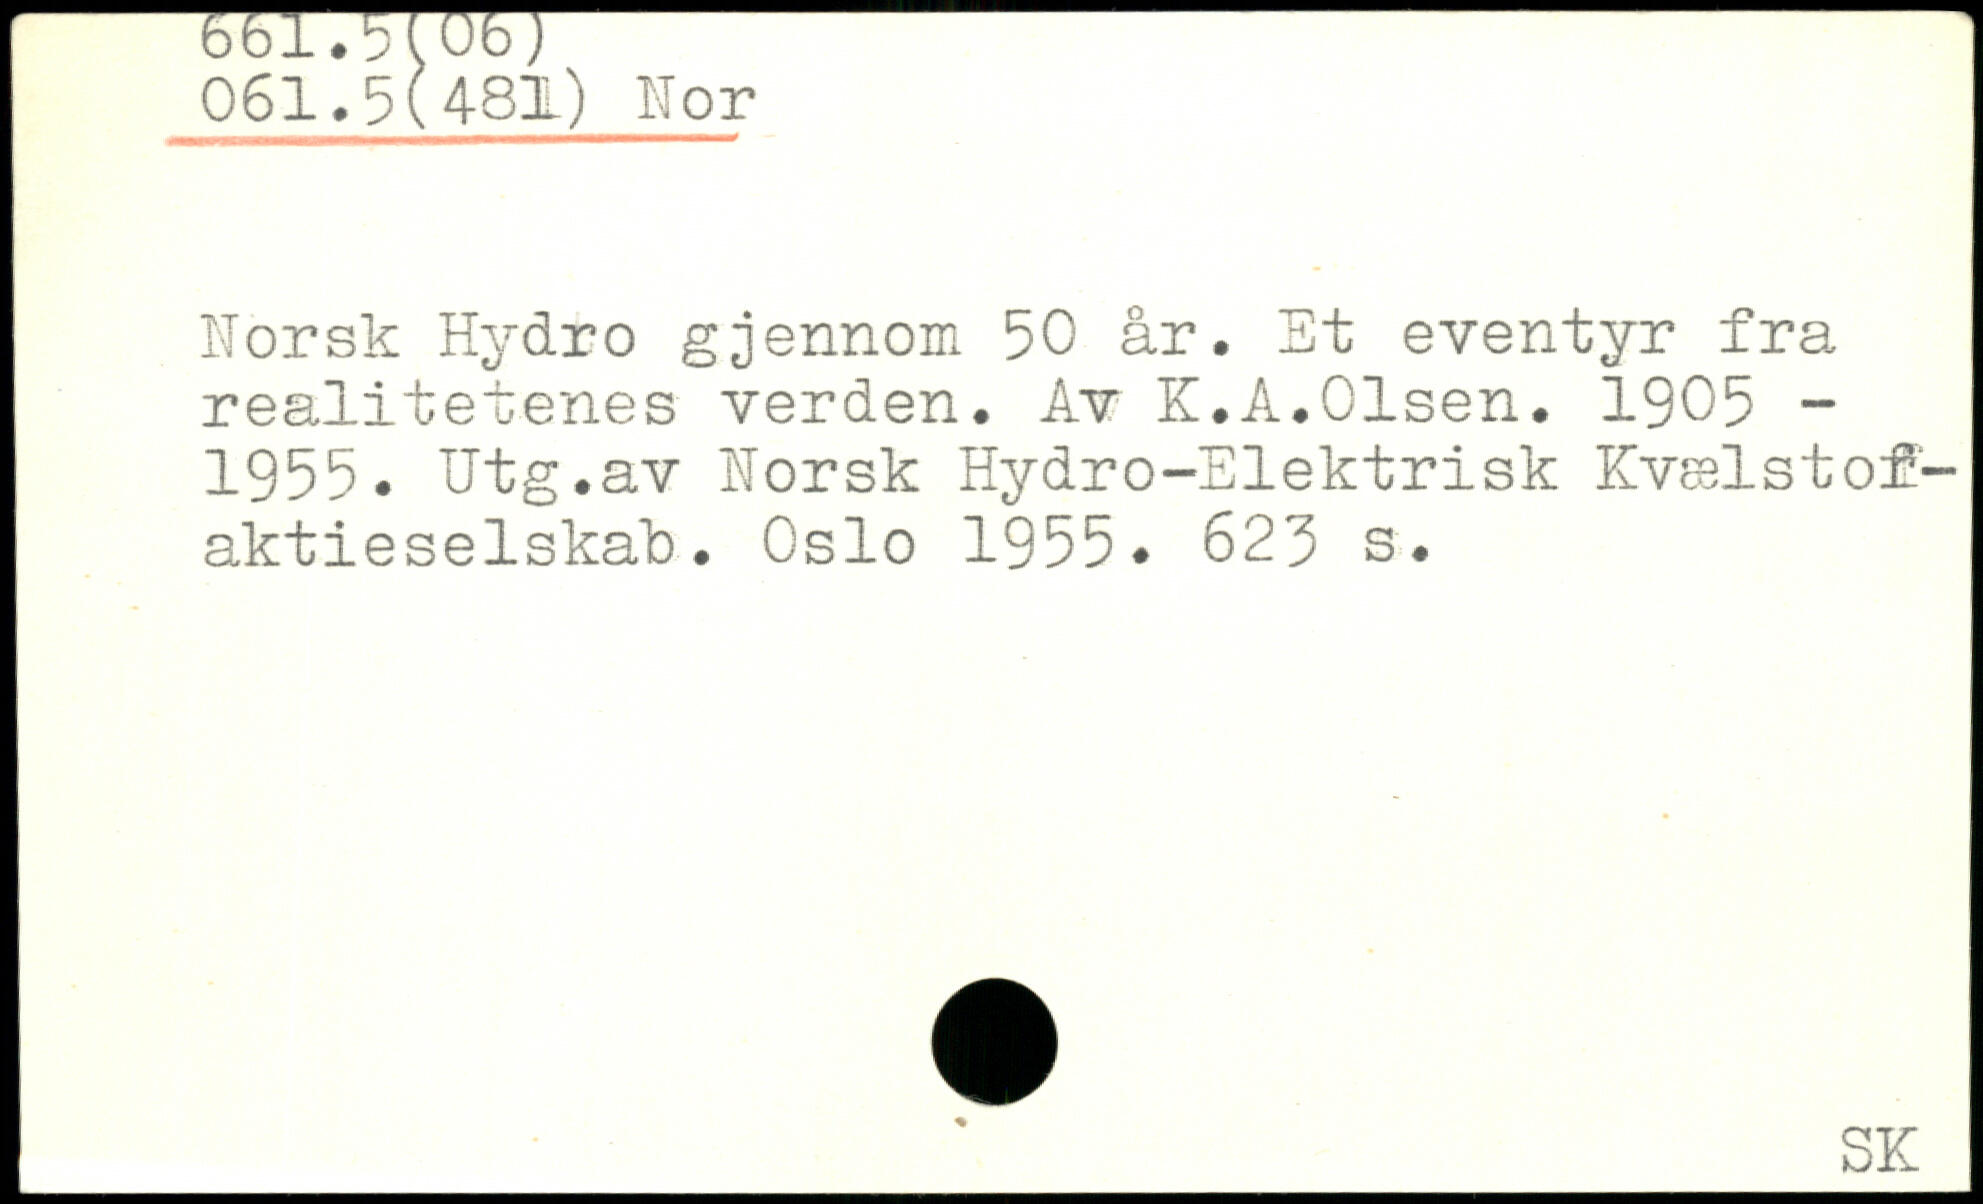 661.5(06)
061.5(481) Nor
Norsk Hydro gjennom 50 år. Et eventyr fra
realitetenes verden. Av K.A.Olsen. 1905 -
1955. Utg.av Norsk Hydro-Elektrisk Kvælstof-
aktieselskab. Oslo 1955. 623 s.
SK